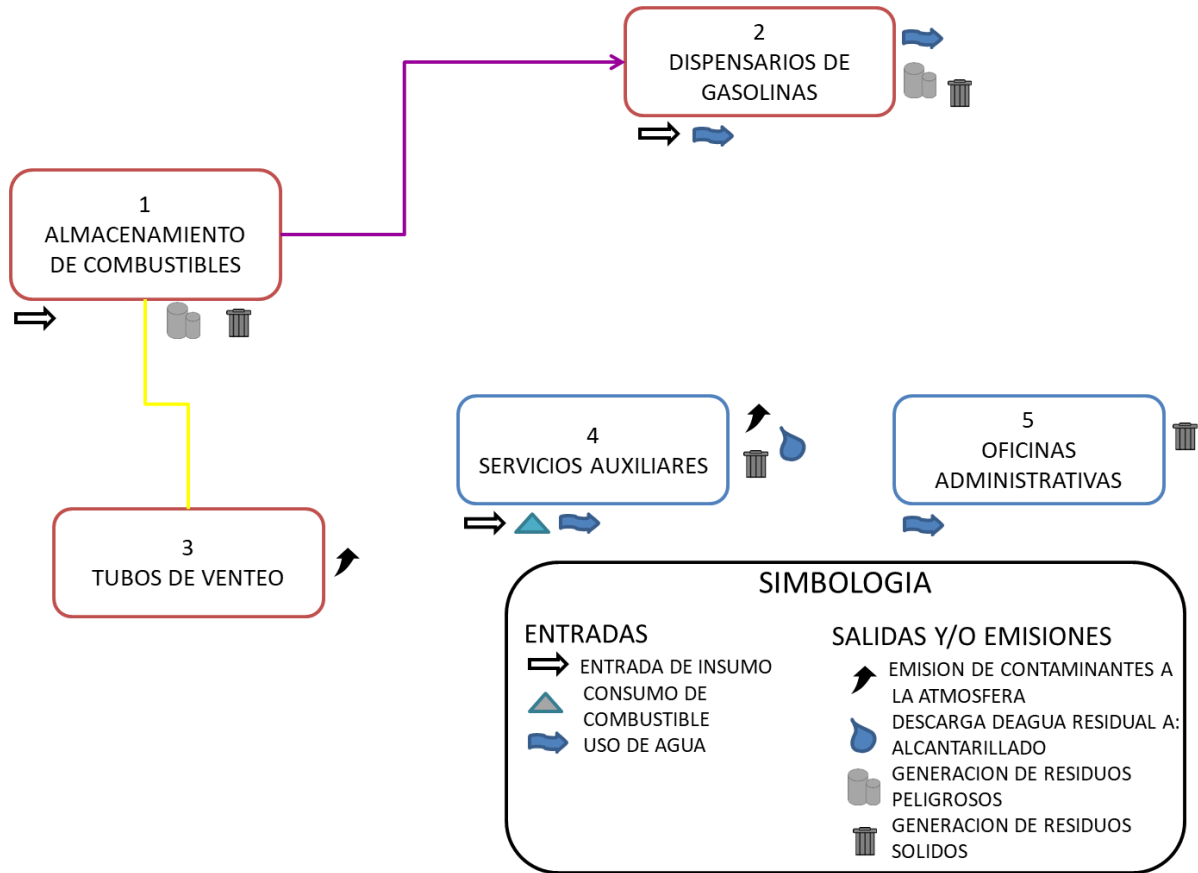 2
DISPENSARIOS DE
GASOLINAS
1
ALMACENAMIENTO
DE COMBUSTIBLES
4
SERVICIOS AUXILIARES
5
OFICINAS
ADMINISTRATIVAS
3
TUBOS DE VENTEO
SIMBOLOGIA
ENTRADAS
ENTRADA DE INSUMO
CONSUMO DE
COMBUSTIBLE
USO DE AGUA
SALIDAS Y/O EMISIONES
EMISION DE CONTAMINANTES A
LA ATMOSFERA
DESCARGA DEAGUA RESIDUAL A:
ALCANTARILLADO
GENERACION DE RESIDUOS
PELIGROSOS
GENERACION DE RESIDUOS
SOLIDOS